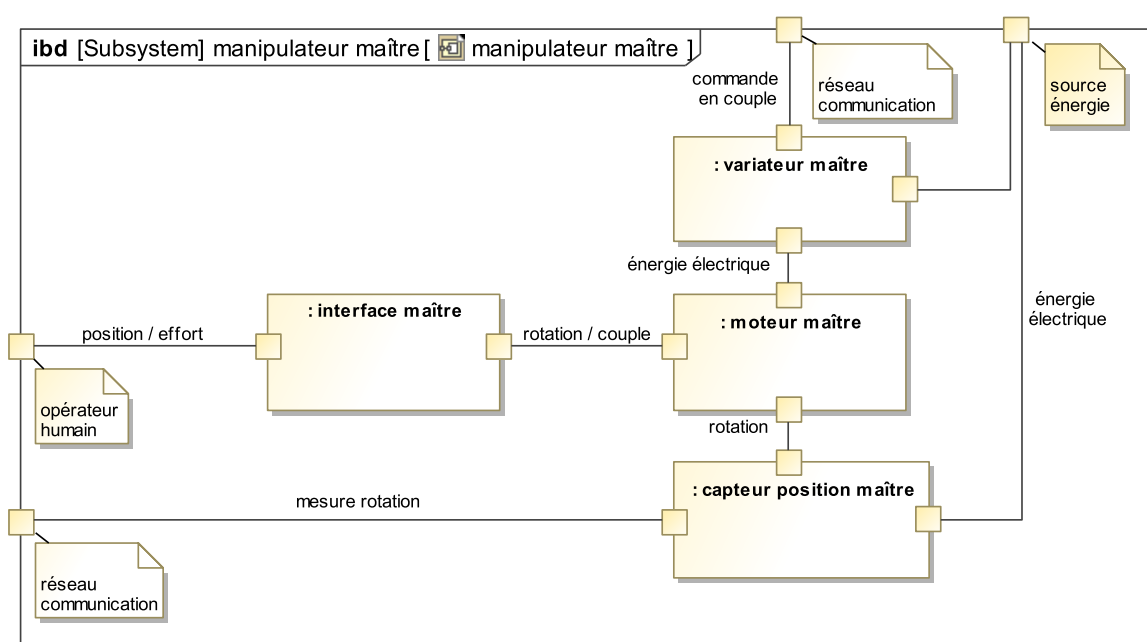 ibd [Subsystem] manipulateur maître [ manipulateur maître ]
commande
en couple
réseau
communication
source
énergie
: variateur maître
énergie électrique
énergie
électrique
: interface maître
: moteur maître
position / effort
rotation / couple
opérateur
humain
rotation
: capteur position maître
mesure rotation
réseau
communication